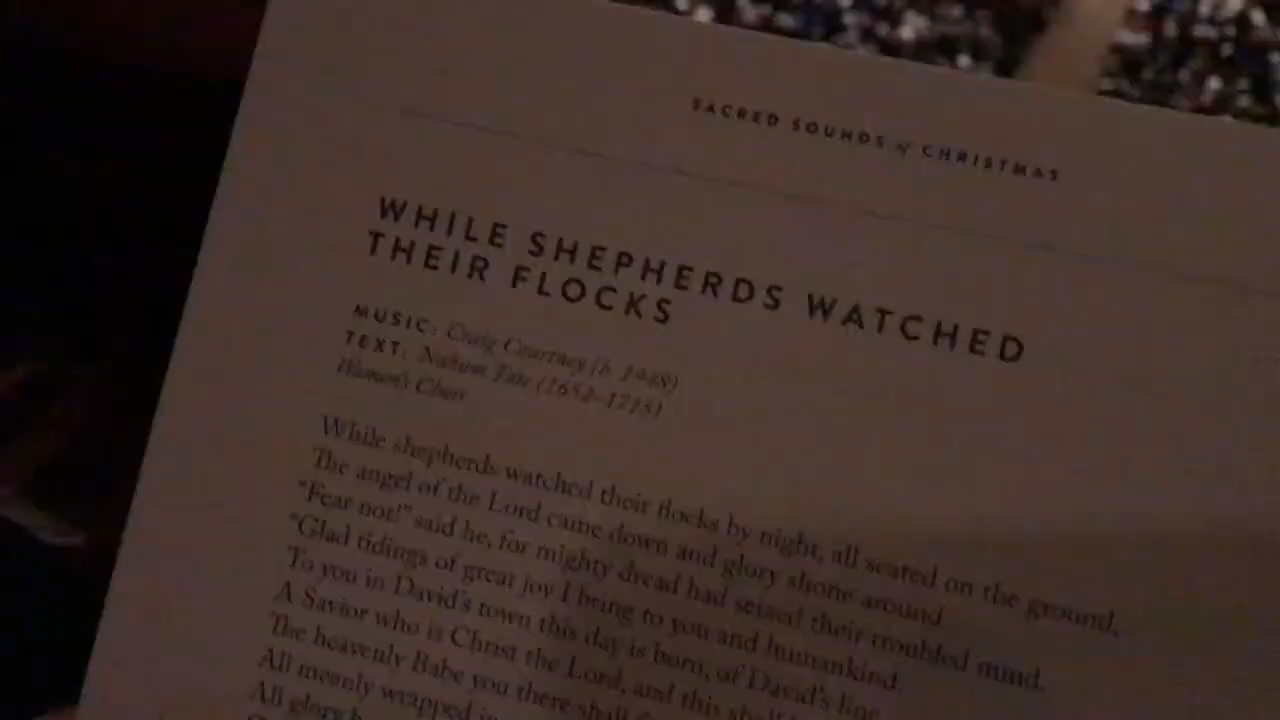 SACRED SOUNDS of CHRISTMAS
WHILE SHEPHERDS WATCHED
THEIR FLOCKS
MUSIC: Craig Courtney (b. 1948)
TEXT: Nahum Tate (1652–1715)
Women's Choir
While shepherds watched their flocks by night, all seated on the ground,
The angel of the Lord came down and glory shone around
“Fear not!” said he, for mighty dread had seized their troubled mind.
“Glad tidings of great joy I bring to you and humankind.
To you in David's town this day is born, of David's line
A Savior who is Christ the Lord, and this shall
The heavenly Babe you there shall
All meanly wrapped in
All glory